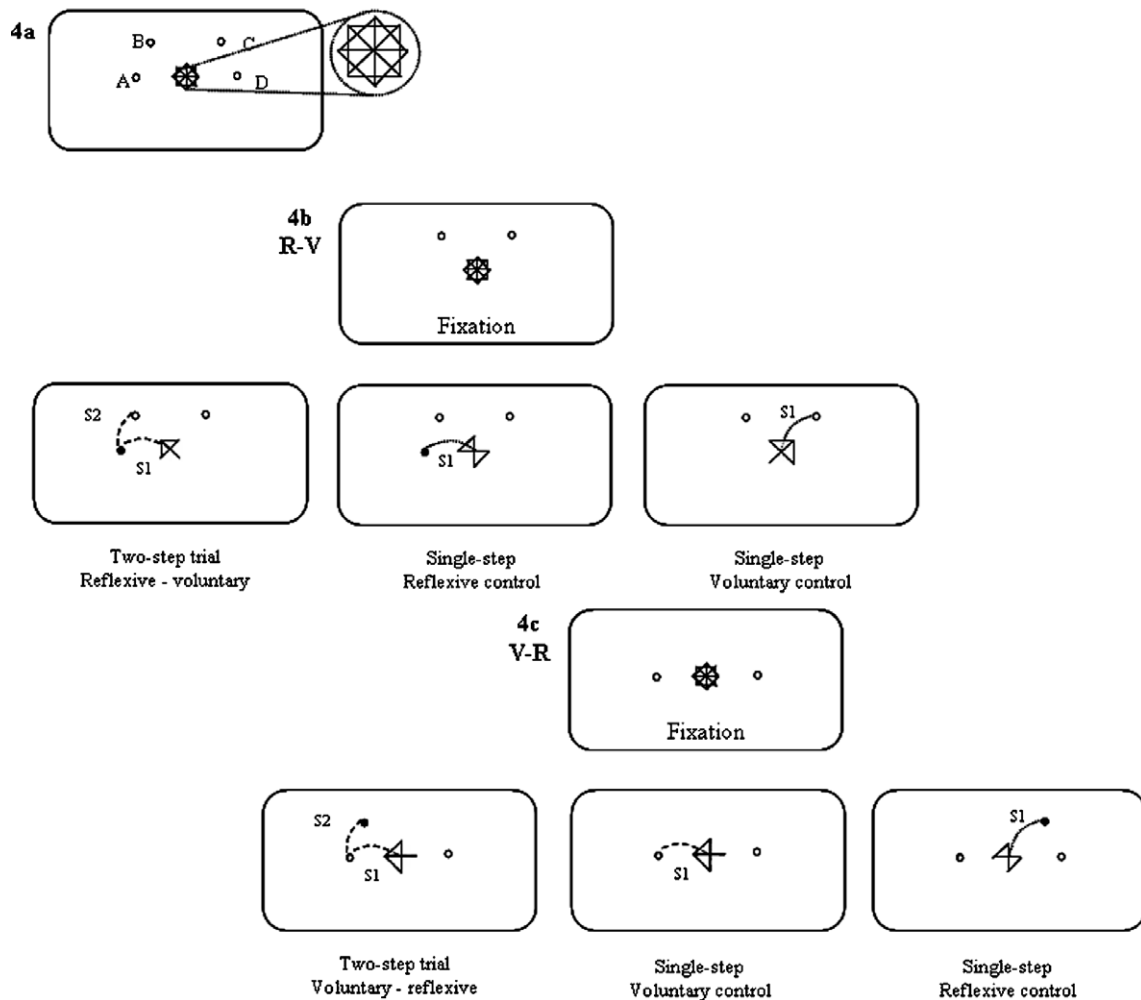 4a
B
C
A
D
4b
R-V
Fixation
S2
S1
S1
S1
Two-step trial
Reflexive - voluntary
Single-step
Reflexive control
Single-step
Voluntary control
4c
V-R
Fixation
S2
S1
S1
S1
Two-step trial
Voluntary - reflexive
Single-step
Voluntary control
Single-step
Reflexive control